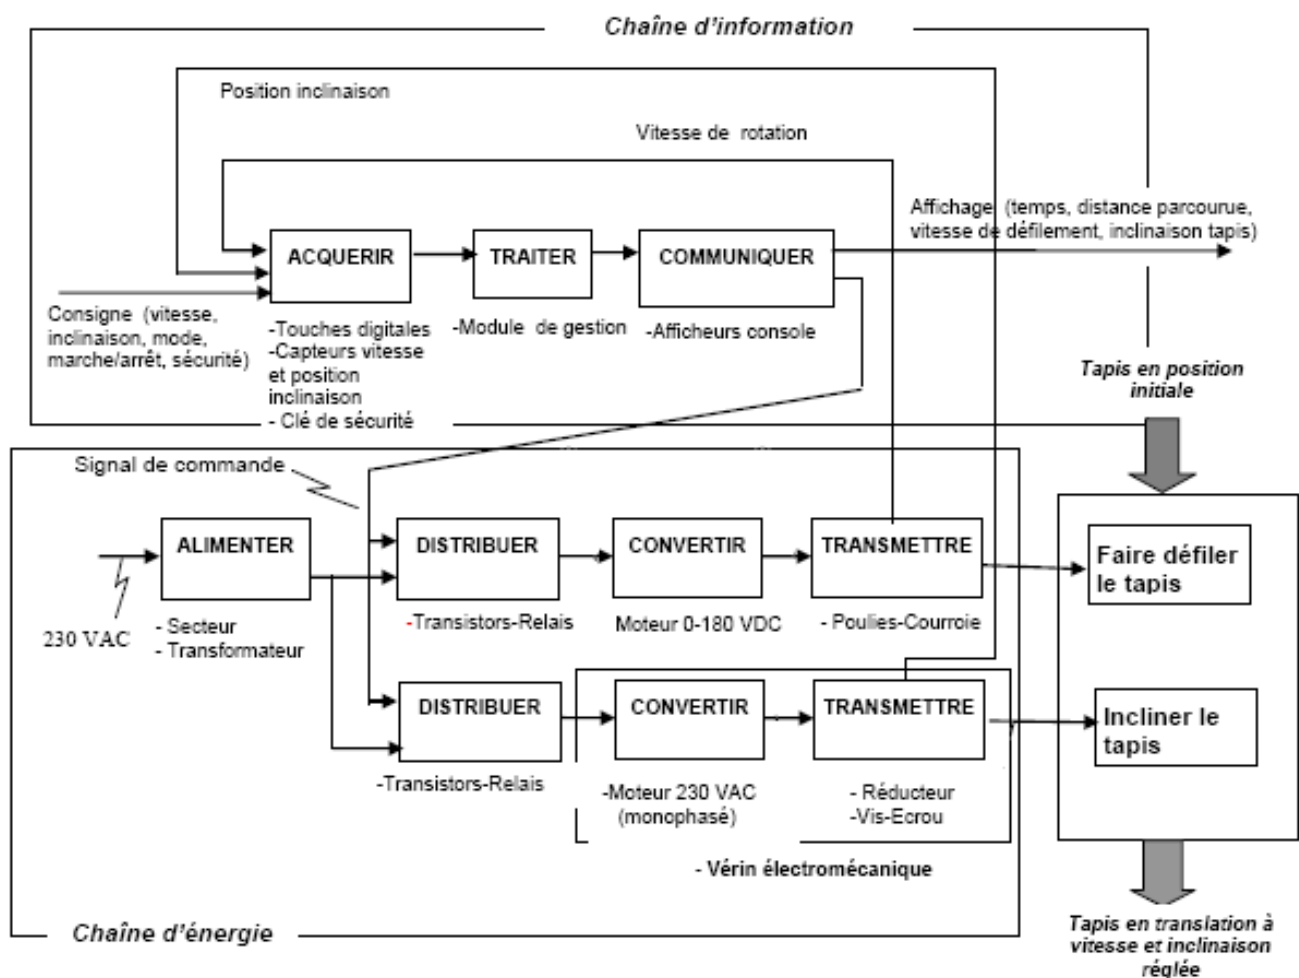 Chaîne d'information
Position inclinaison
Vitesse de rotation
Affichage (temps, distance parcourue,
vitesse de défilement, inclinaison tapis)
ACQUERIR
TRAITER
COMMUNIQUER
Consigne (vitesse,
inclinaison, mode,
marche/arrêt, sécurité)
-Touches digitales
-Capteurs vitesse
et position
inclinaison
- Clé de sécurité
-Module de gestion
-Afficheurs console
Tapis en position
initiale
Signal de commande
ALIMENTER
DISTRIBUER
CONVERTIR
TRANSMETTRE
Faire défiler
le tapis
230 VAC
- Secteur
- Transformateur
-Transistors-Relais
Moteur 0-180 VDC
- Poulies-Courroie
DISTRIBUER
CONVERTIR
TRANSMETTRE
Incliner le
tapis
-Transistors-Relais
-Moteur 230 VAC
(monophasé)
- Réducteur
-Vis-Ecrou
- Vérin électromécanique
Chaîne d'énergie
Tapis en translation à
vitesse et inclinaison
réglée